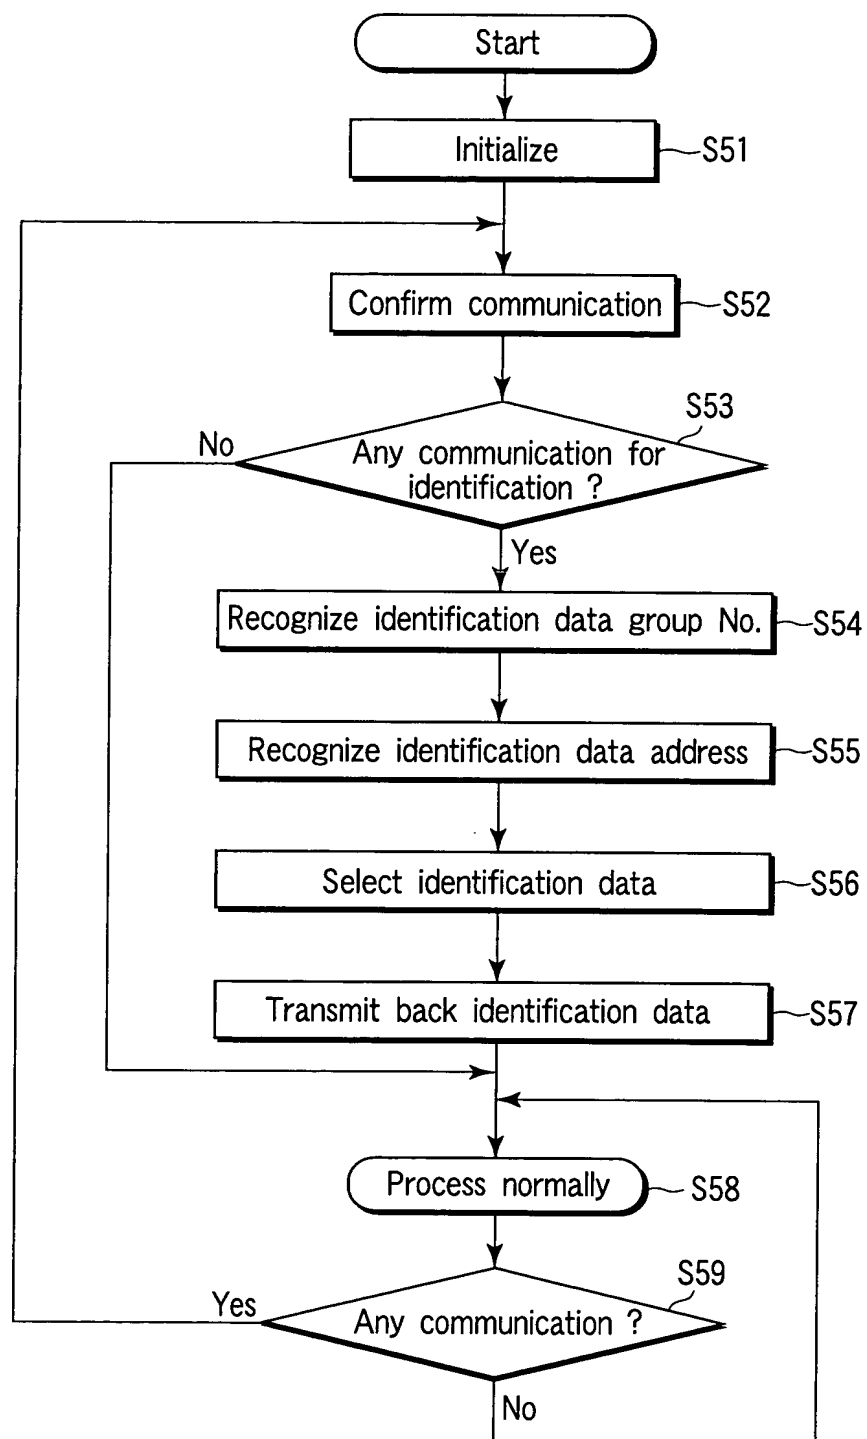 Start
Initialize
S51
Confirm communication
S52
S53
No
Any communication for
identification ?
Yes
Recognize identification data group No.
S54
Recognize identification data address
S55
Select identification data
S56
Transmit back identification data
S57
Process normally
S58
S59
Yes
Any communication ?
No